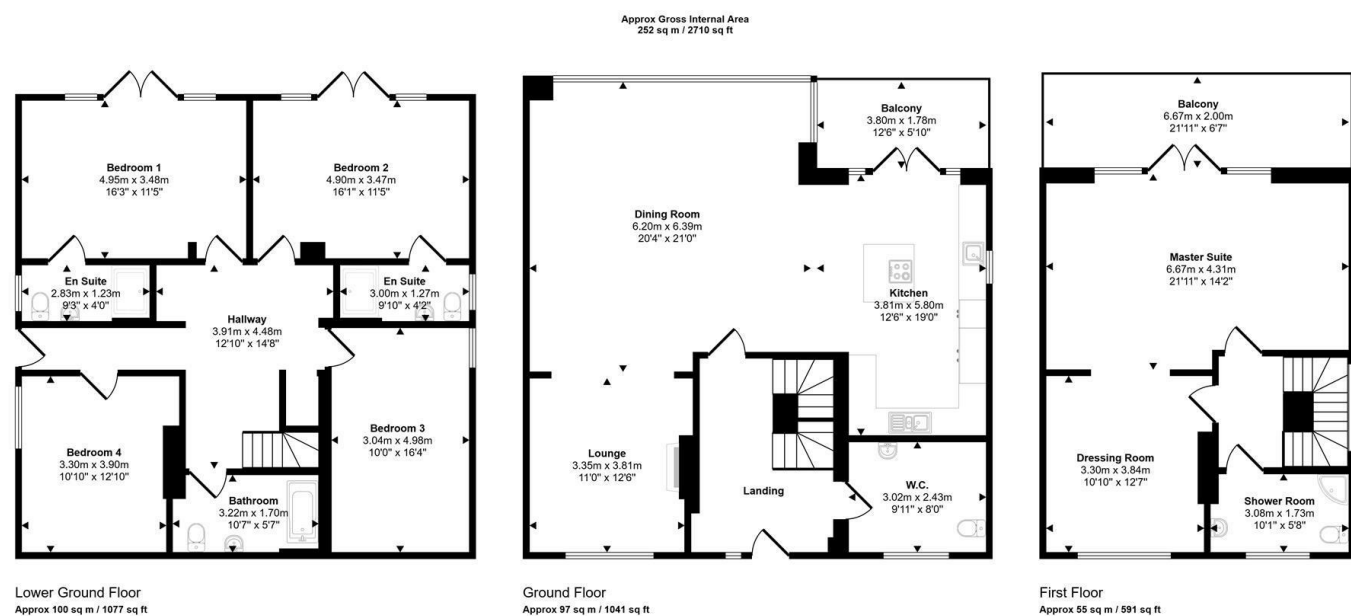 Approx Gross Internal Area
252 sq m / 2710 sq ft
Bedroom 1
4.95m x 3.48m
16'3" x 11'5"
Bedroom 2
4.90m x 3.47m
16'1" x 11'5"
En Suite
2.83m x 1.23m
9'3" x 4'0"
En Suite
3.00m x 1.27m
9'10" x 4'2"
Hallway
3.91m x 4.48m
12'10" x 14'8"
Bedroom 4
3.30m x 3.90m
10'10" x 12'10"
Bedroom 3
3.04m x 4.98m
10'0" x 16'4"
Bathroom
3.22m x 1.70m
10'7" x 5'7"
Lower Ground Floor
Approx 100 sq m / 1077 sq ft
Balcony
3.80m x 1.78m
12'6" x 5'10"
Dining Room
6.20m x 6.39m
20'4" x 21'0"
Kitchen
3.81m x 5.80m
12'6" x 19'0"
Lounge
3.35m x 3.81m
11'0" x 12'6"
Landing
W.C.
3.02m x 2.43m
9'11" x 8'0"
Ground Floor
Approx 97 sq m / 1041 sq ft
Balcony
6.67m x 2.00m
21'11" x 6'7"
Master Suite
6.67m x 4.31m
21'11" x 14'2"
Dressing Room
3.30m x 3.84m
10'10" x 12'7"
Shower Room
3.08m x 1.73m
10'1" x 5'8"
First Floor
Approx 55 sq m / 591 sq ft